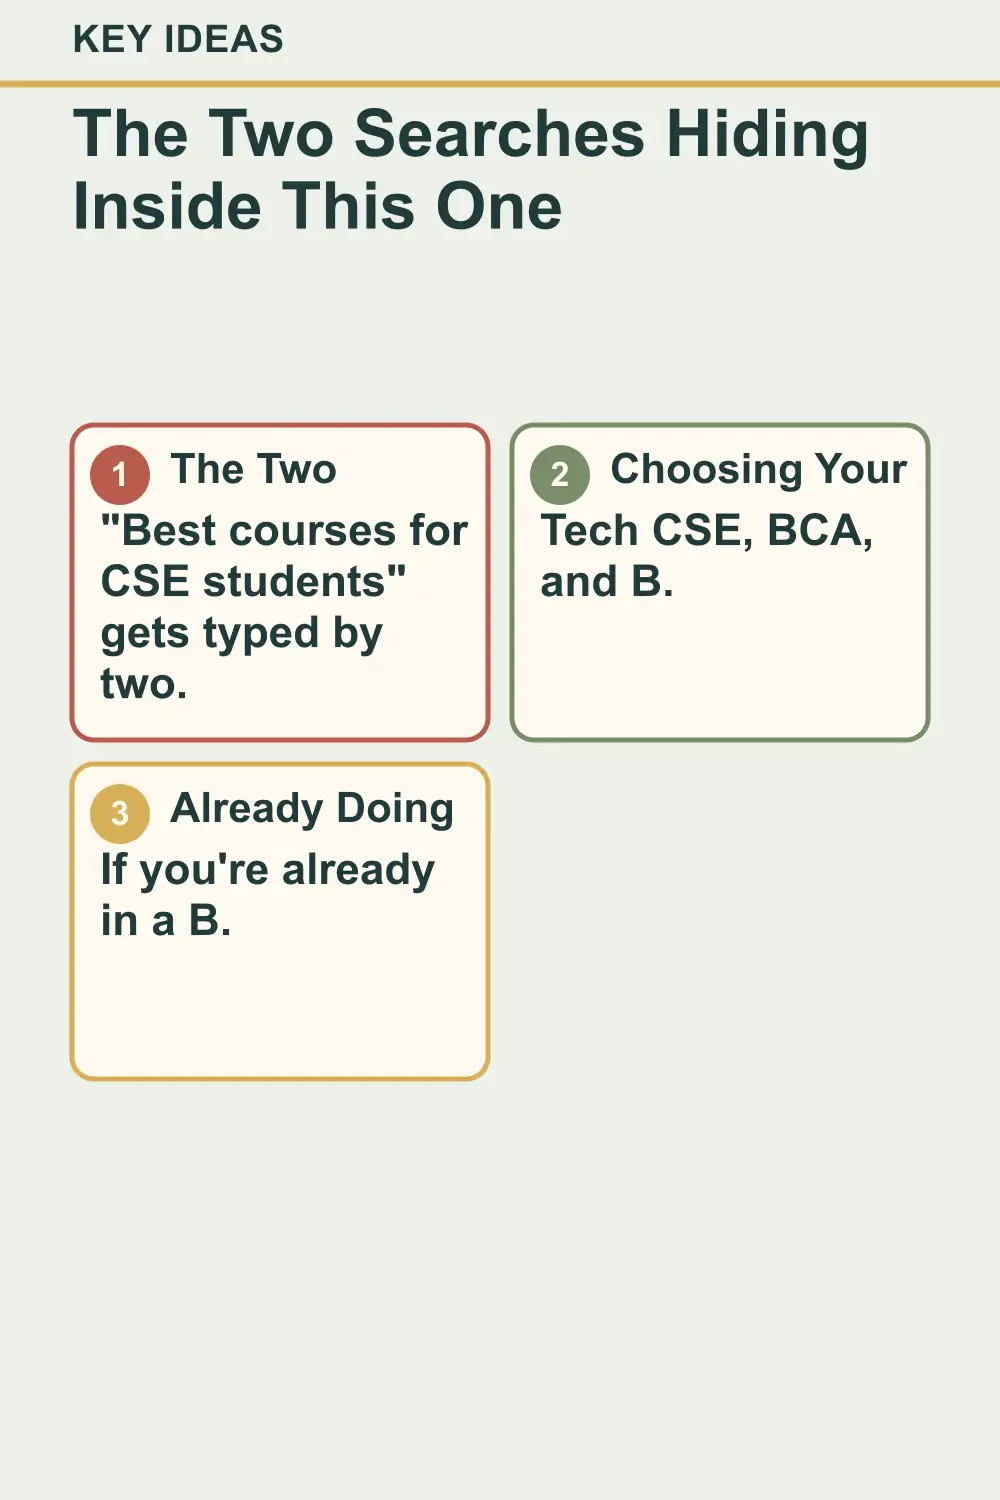 KEY IDEAS
The Two Searches Hiding
Inside This One
1 The Two
"Best courses for
CSE students"
gets typed by
two.
2 Choosing Your
Tech CSE, BCA,
and B.
3 Already Doing
If you're already
in a B.